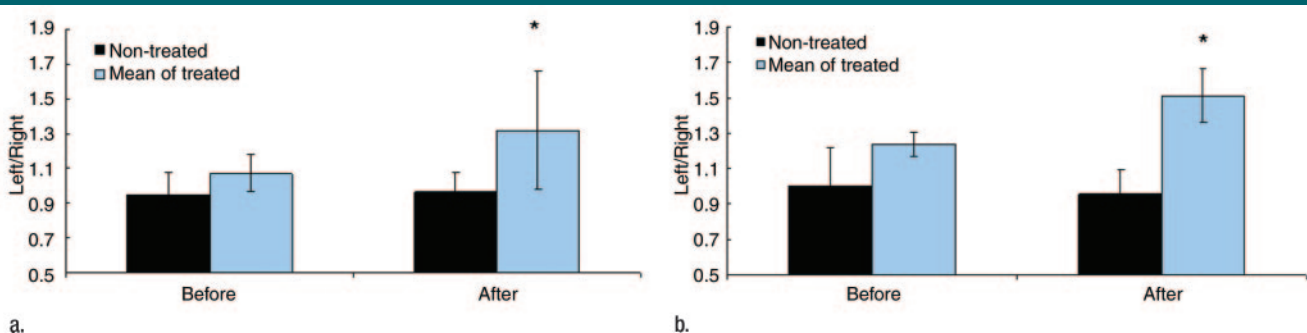 1.9
1.7
1.5
1.3
1.1
0.9
0.7
0.5
Left/Right
Non-treated
Mean of treated
*
Before
After
a.
1.9
1.7
1.5
1.3
1.1
0.9
0.7
0.5
Left/Right
Non-treated
Mean of treated
*
Before
After
b.